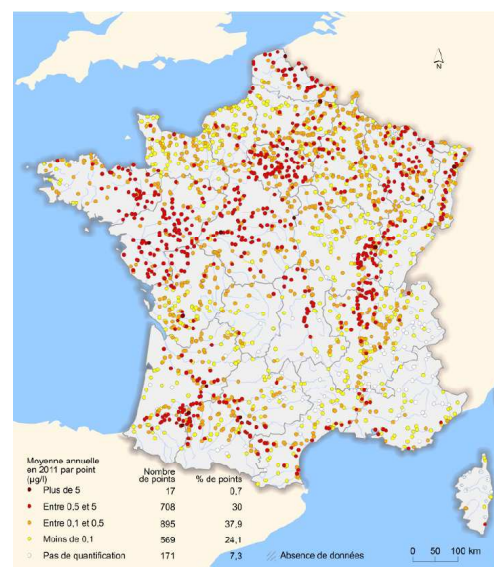 N
Moyenne annuelle
en 2011 par point
(µg/l)
Nombre
de points
% de points
Plus de 5 17 0,7
Entre 0,5 et 5 708 30
Entre 0,1 et 0,5 895 37,9
Moins de 0,1 569 24,1
Pas de quantification 171 7,3
Absence de données
0 50 100 km